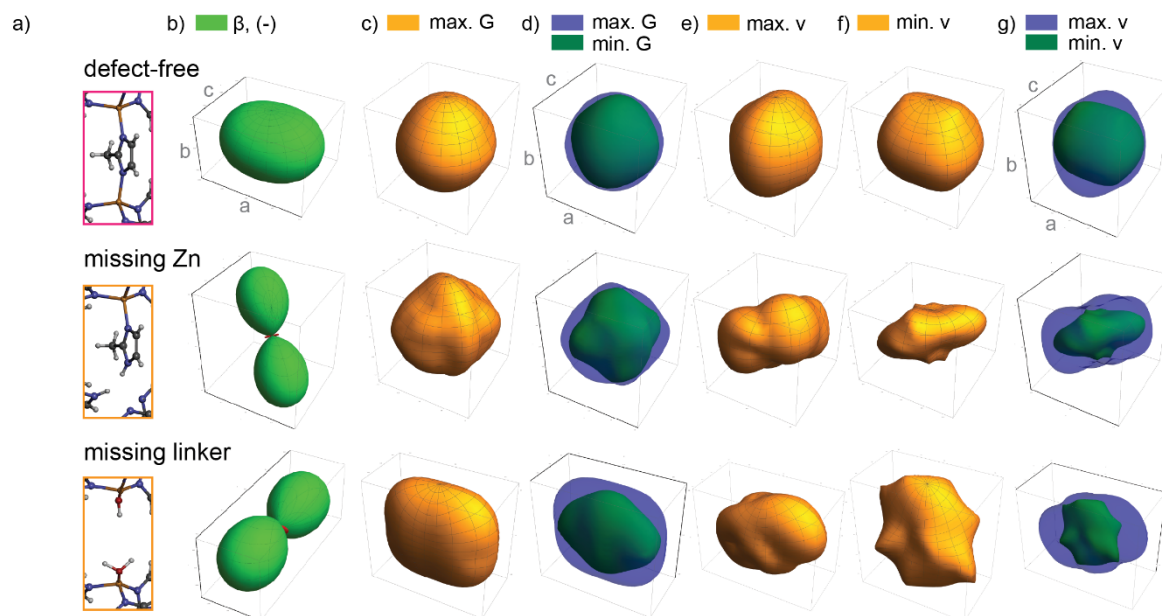 a)
b) β, (-)
c) max. G
d) max. G
min. G
e) max. v
f) min. v
g) max. v
min. v
defect-free
c
b
a
c
b
a
c
b
a
missing Zn
missing linker